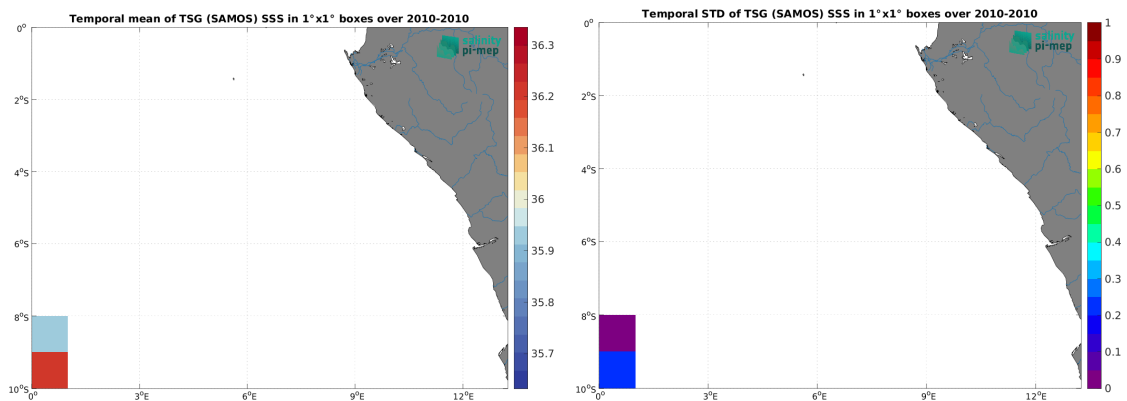 Temporal mean of TSG (SAMOS) SSS in 1°x1° boxes over 2010-2010
0°
2°S
4°S
6°S
8°S
10°S
0°
3°E
6°E
9°E
12°E
salinity
pi-mep
36.3
36.2
36.1
36
35.9
35.8
35.7
Temporal STD of TSG (SAMOS) SSS in 1°x1° boxes over 2010-2010
0°
2°S
4°S
6°S
8°S
10°S
0°
3°E
6°E
9°E
12°E
salinity
pi-mep
1
0.9
0.8
0.7
0.6
0.5
0.4
0.3
0.2
0.1
0